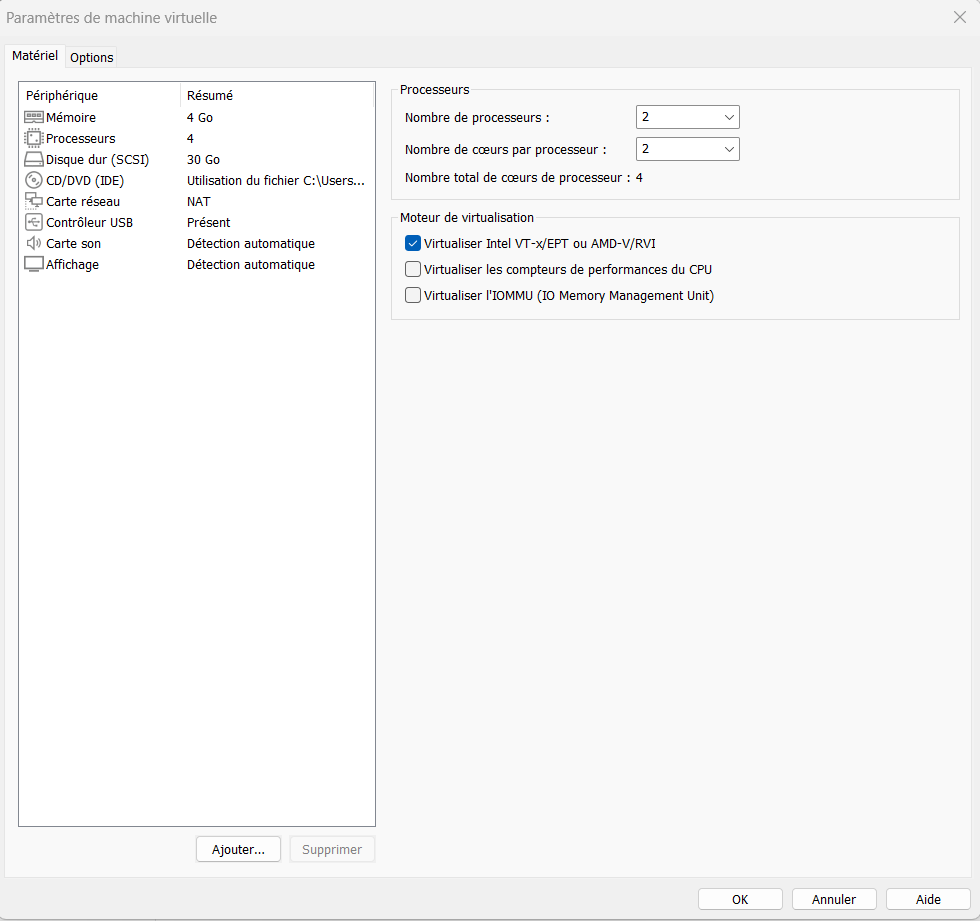 Paramètres de machine virtuelle
Matériel Options
Périphérique Résumé
Mémoire 4 Go
Processeurs 4
Disque dur (SCSI) 30 Go
CD/DVD (IDE) Utilisation du fichier C:\Users...
Carte réseau NAT
Contrôleur USB Présent
Carte son Détection automatique
Affichage Détection automatique
Ajouter... Supprimer
Processeurs
Nombre de processeurs : 2
Nombre de cœurs par processeur : 2
Nombre total de cœurs de processeur : 4
Moteur de virtualisation
Virtualiser Intel VT-x/EPT ou AMD-V/RVI
Virtualiser les compteurs de performances du CPU
Virtualiser l'IOMMU (IO Memory Management Unit)
OK Annuler Aide